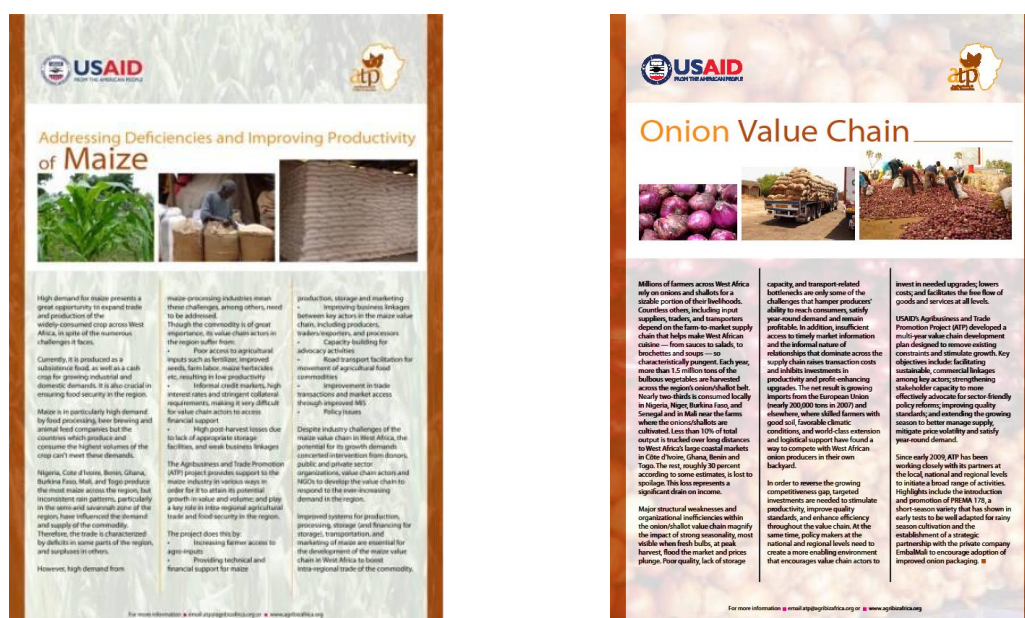 USAID
FROM THE AMERICAN PEOPLE
atp
Addressing Deficiencies and Improving Productivity
of Maize
High demand for maize presents a
great opportunity to expand trade
and production of the
widely-consumed crop across West
Africa, in spite of the numerous
challenges it faces.
Currently, it is produced as a
subsistence food, as well as a cash
crop for growing industrial and
domestic demands. It is also crucial in
ensuring food security in the region.
Maize is in particularly high demand
by food processing, beer brewing and
animal feed companies but the
countries which produce and
consume the highest volumes of the
crop can't meet these demands.
Nigeria, Cote d'Ivoire, Benin, Ghana,
Burkina Faso, Mali, and Togo produce
the most maize across the region, but
inconsistent rain patterns, particularly
in the semi-arid savannah zone of the
region, have influenced the demand
and supply of the commodity.
Therefore, the trade is characterized
by deficits in some parts of the region,
and surpluses in others.
However, high demand from
maize-processing industries mean
these challenges, among others, need
to be addressed.
Though the commodity is of great
importance, its value chain actors in
the region suffer from:
• Poor access to agricultural
inputs such as fertilizer, improved
seeds, farm labor, maize herbicides
etc, resulting in low productivity
• Informal credit markets, high
interest rates and stringent collateral
requirements, making it very difficult
for value chain actors to access
financial support
• High post-harvest losses due
to lack of appropriate storage
facilities, and weak business linkages
The Agribusiness and Trade Promotion
(ATP) project provides support to the
maize industry in various ways in
order for it to attain its potential
growth in value and volume; and play
a key role in intra-regional agricultural
trade and food security in the region.
The project does this by:
• Increasing farmer access to
agro-inputs
• Providing technical and
financial support for maize
production, storage and marketing
• Improving business linkages
between key actors in the maize value
chain, including producers,
traders/exporters, and processors
• Capacity-building for
advocacy activities
• Road transport facilitation for
movement of agricultural food
commodities
• Improvement in trade
transactions and market access
through improved MIS
• Policy issues
Despite industry challenges of the
maize value chain in West Africa, the
potential for its growth demands
concerted intervention from donors,
public and private sector
organizations, value chain actors and
NGOs to develop the value chain to
respond to the ever-increasing
demand in the region.
Improved systems for production,
processing, storage (and financing for
storage), transportation, and
marketing of maize are essential for
the development of the maize value
chain in West Africa to boost
intra-regional trade of the commodity.
For more information ■ email atp@agribizafrica.org or ■ www.agribizafrica.org
USAID
FROM THE AMERICAN PEOPLE
atp
Onion Value Chain
Millions of farmers across West Africa
rely on onions and shallots for a
sizable portion of their livelihoods.
Countless others, including input
suppliers, traders, and transporters
depend on the farm-to-market supply
chain that helps make West African
cuisine — from sauces to salads, to
brochettes and soups — so
characteristically pungent. Each year,
more than 1.5 million tons of the
bulbous vegetables are harvested
across the region's onion/shallot belt.
Nearly two-thirds is consumed locally
in Nigeria, Niger, Burkina Faso, and
Senegal and in Mali near the farms
where the onions/shallots are
cultivated. Less than 10% of total
output is trucked over long distances
to West Africa's large coastal markets
in Côte d'Ivoire, Ghana, Benin and
Togo. The rest, roughly 30 percent
according to some estimates, is lost to
spoilage. This loss represents a
significant drain on income.
Major structural weaknesses and
organizational inefficiencies within
the onion/shallot value chain magnify
the impact of strong seasonality, most
visible when fresh bulbs, at peak
harvest, flood the market and prices
plunge. Poor quality, lack of storage
capacity, and transport-related
bottlenecks are only some of the
challenges that hamper producers'
ability to reach consumers, satisfy
year-round demand and remain
profitable. In addition, insufficient
access to timely market information
and the informal nature of
relationships that dominate across the
supply chain raises transaction costs
and inhibits investments in
productivity and profit-enhancing
upgrades. The net result is growing
imports from the European Union
(nearly 200,000 tons in 2007) and
elsewhere, where skilled farmers with
good soil, favorable climatic
conditions, and world-class extension
and logistical support have found a
way to compete with West African
onion producers in their own
backyard.
In order to reverse the growing
competitiveness gap, targeted
investments are needed to stimulate
productivity, improve quality
standards, and enhance efficiency
throughout the value chain. At the
same time, policy makers at the
national and regional levels need to
create a more enabling environment
that encourages value chain actors to
invest in needed upgrades; lowers
costs; and facilitates the free flow of
goods and services at all levels.
USAID's Agribusiness and Trade
Promotion Project (ATP) developed a
multi-year value chain development
plan designed to remove existing
constraints and stimulate growth. Key
objectives include: facilitating
sustainable, commercial linkages
among key actors; strengthening
stakeholder capacity to more
effectively advocate for sector-friendly
policy reforms; improving quality
standards; and extending the growing
season to better manage supply,
mitigate price volatility and satisfy
year-round demand.
Since early 2009, ATP has been
working closely with its partners at
the local, national and regional levels
to initiate a broad range of activities.
Highlights include the introduction
and promotion of PREMA 178, a
short-season variety that has shown in
early tests to be well adapted for rainy
season cultivation and the
establishment of a strategic
partnership with the private company
EmbalMali to encourage adoption of
improved onion packaging. ■
For more information ■ email atp@agribizafrica.org or ■ www.agribizafrica.org